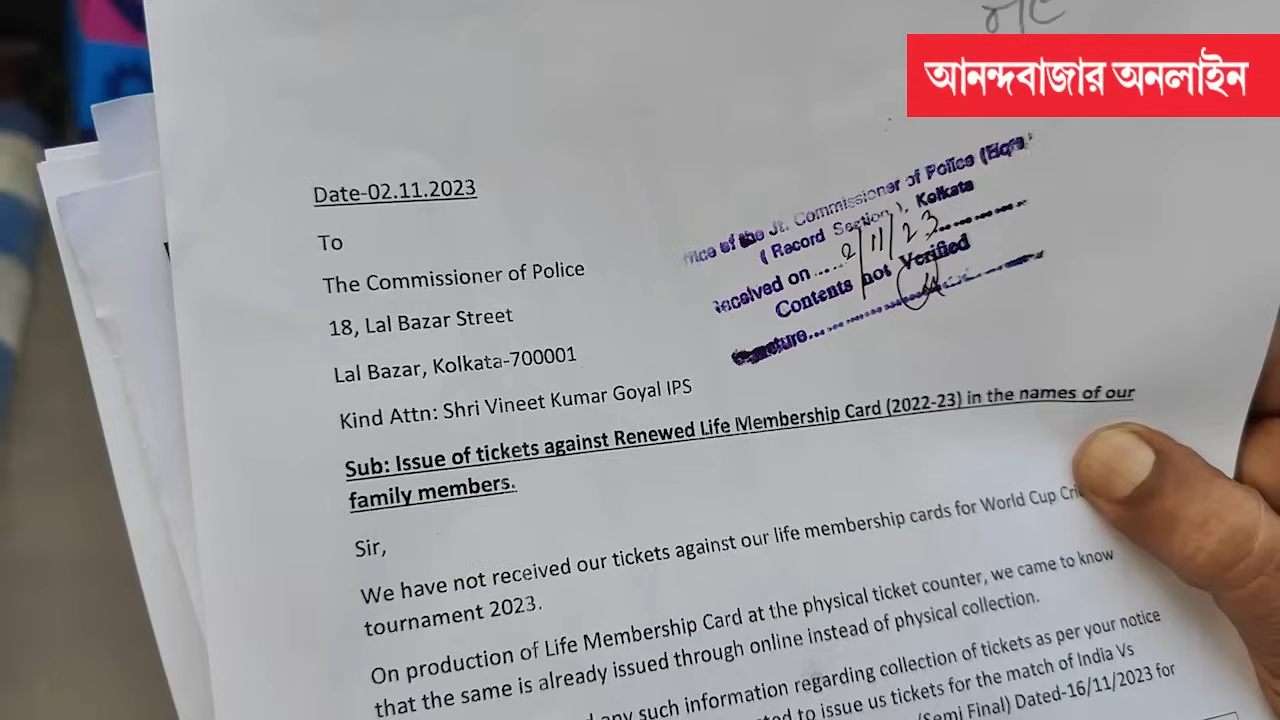 আনন্দবাজার অনলাইন
Date-02.11.2023
To
The Commissioner of Police
18, Lal Bazar Street
Lal Bazar, Kolkata-700001
Kind Attn: Shri Vineet Kumar Goyal IPS
of the Jt. Commissioner of Police
( Record Section ), Kolkata
on..... 2/11/23
Contents not Verified
Sub: Issue of tickets against Renewed Life Membership Card (2022-23) in the names of our
family members.
Sir,
We have not received our tickets against our life membership cards for World Cup
tournament 2023.
On production of Life Membership Card at the physical ticket counter, we came to know
that the same is already issued through online instead of physical collection.
any such information regarding collection of tickets as per your notice
to issue us tickets for the match of India Vs
(Semi Final) Dated-16/11/2023 for